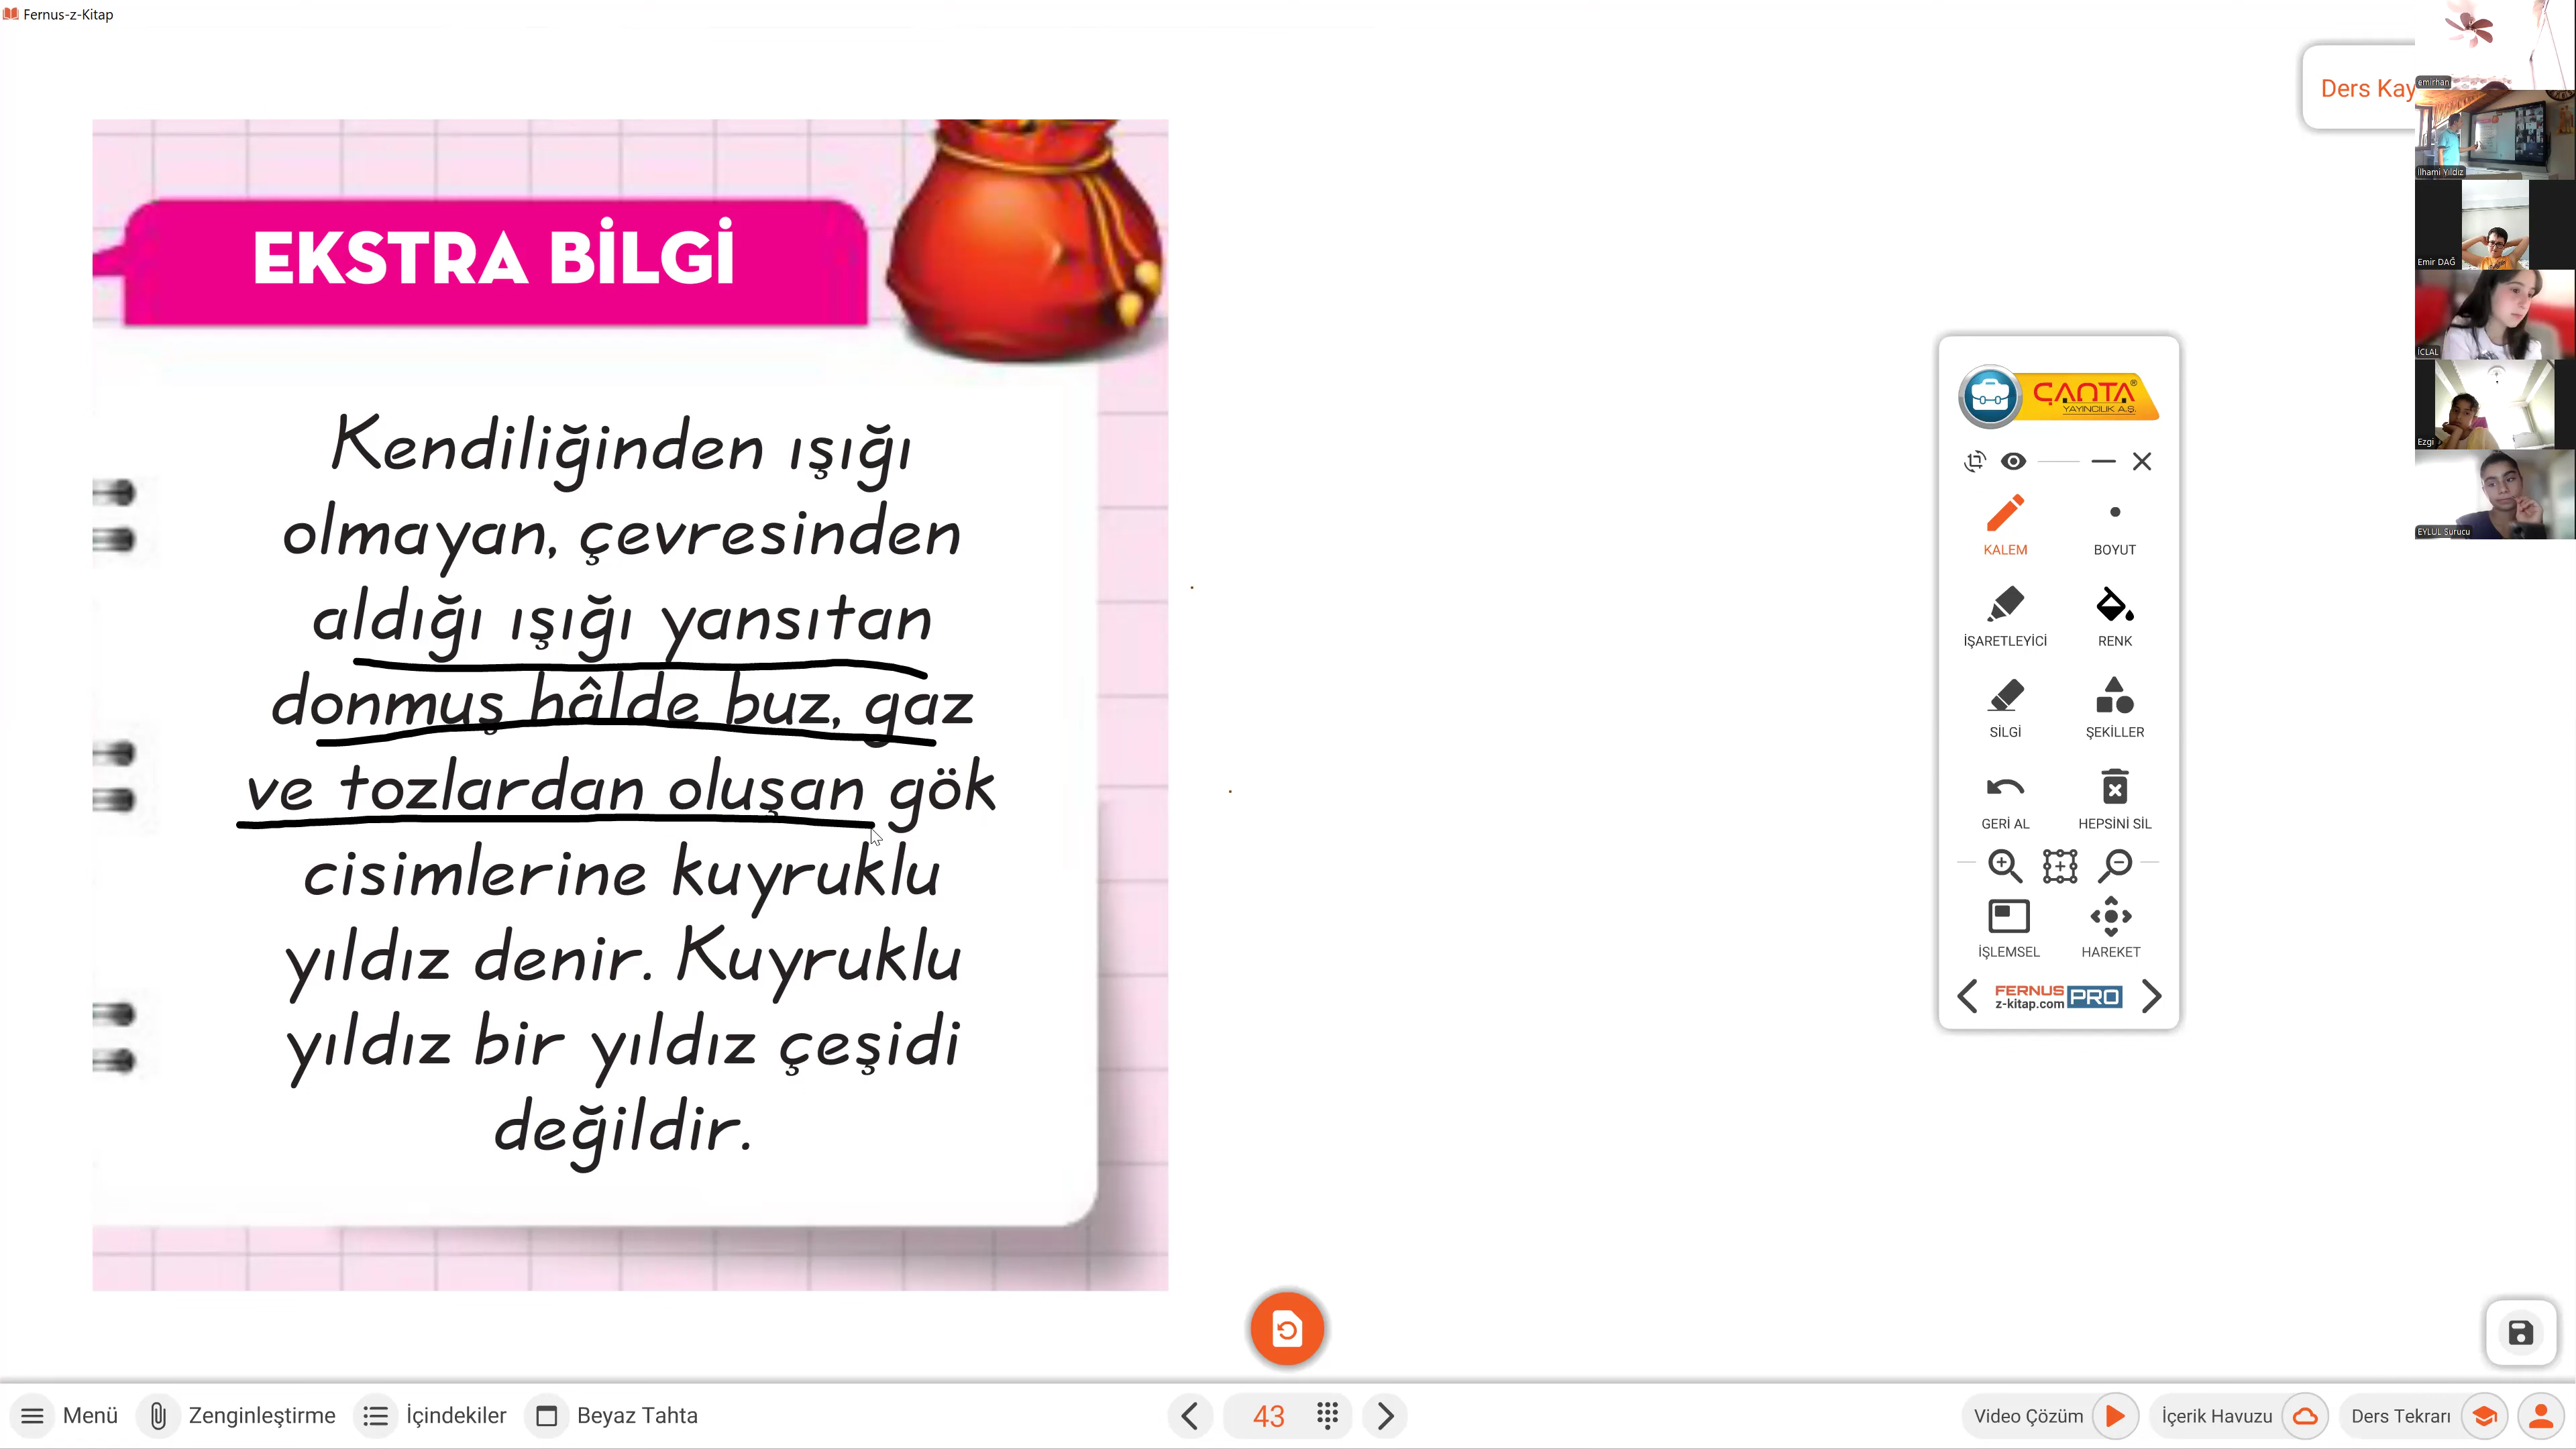 Fernus-z-Kitap
Ders Kay
emirhan
İlhami Yıldız
Emir DAĞ
İCLAL
Ezgi
EYLÜL Sürücü
EKSTRA BİLGİ
Kendiliğinden ışığı
olmayan, çevresinden
aldığı ışığı yansıtan
donmuş hâlde buz, gaz
ve tozlardan oluşan gök
cisimlerine kuyruklu
yıldız denir. Kuyruklu
yıldız bir yıldız çeşidi
değildir.
ÇANTA®
YAYINCILIK A.Ş.
KALEM BOYUT
İŞARETLEYİCİ RENK
SİLGİ ŞEKİLLER
GERİ AL HEPSİNİ SİL
İŞLEMSEL HAREKET
FERNUS PRO
z-kitap.com
Menü Zenginleştirme İçindekiler Beyaz Tahta 43 Video Çözüm İçerik Havuzu Ders Tekrarı